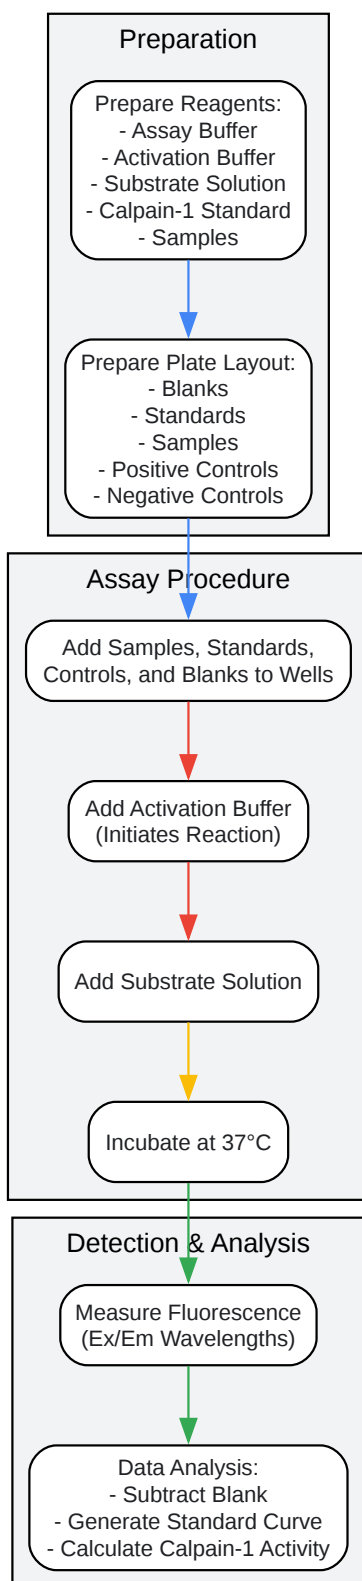 Preparation
Prepare Reagents:
- Assay Buffer
- Activation Buffer
- Substrate Solution
- Calpain-1 Standard
- Samples
Prepare Plate Layout:
- Blanks
- Standards
- Samples
- Positive Controls
- Negative Controls
Assay Procedure
Add Samples, Standards,
Controls, and Blanks to Wells
Add Activation Buffer
(Initiates Reaction)
Add Substrate Solution
Incubate at 37°C
Detection & Analysis
Measure Fluorescence
(Ex/Em Wavelengths)
Data Analysis:
- Subtract Blank
- Generate Standard Curve
- Calculate Calpain-1 Activity